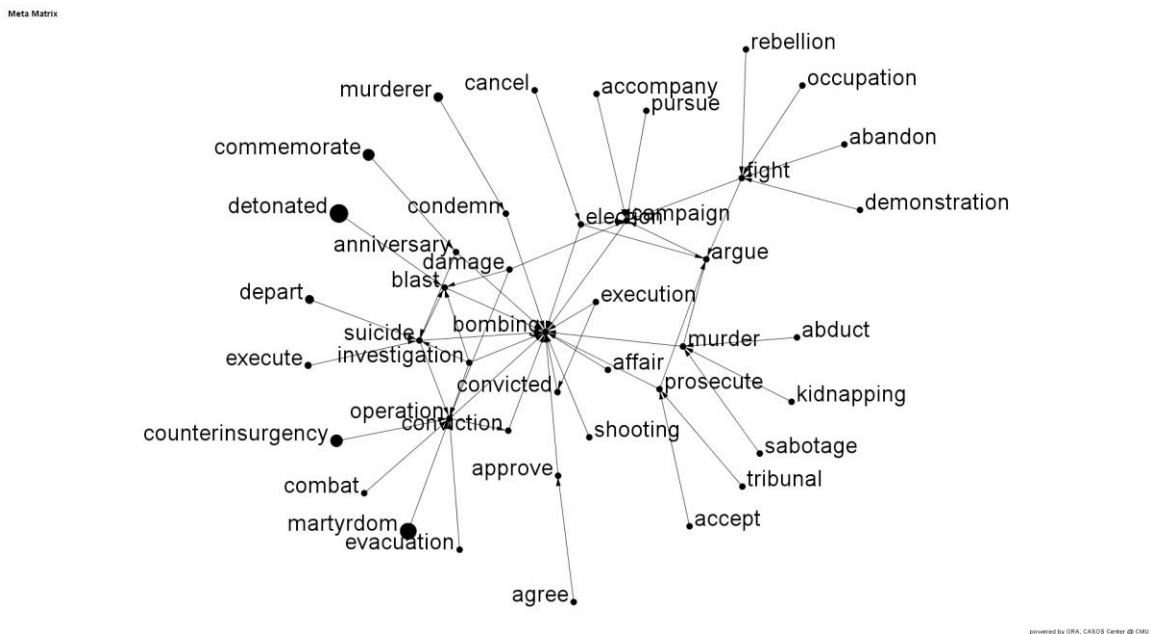 Meta Matrix
rebellion
occupation
cancel
accompany
murderer
pursue
abandon
commemorate
fight
demonstration
detonated
condemn
election
campaign
anniversary
argue
damage
blast
depart
execution
bombing
suicide
murder
abduct
execute
investigation
affair
convicted
prosecute
kidnapping
operation
conviction
shooting
counterinsurgency
sabotage
approve
tribunal
combat
accept
martyrdom
evacuation
agree
powered by ORA, CASOS Center @ CMU